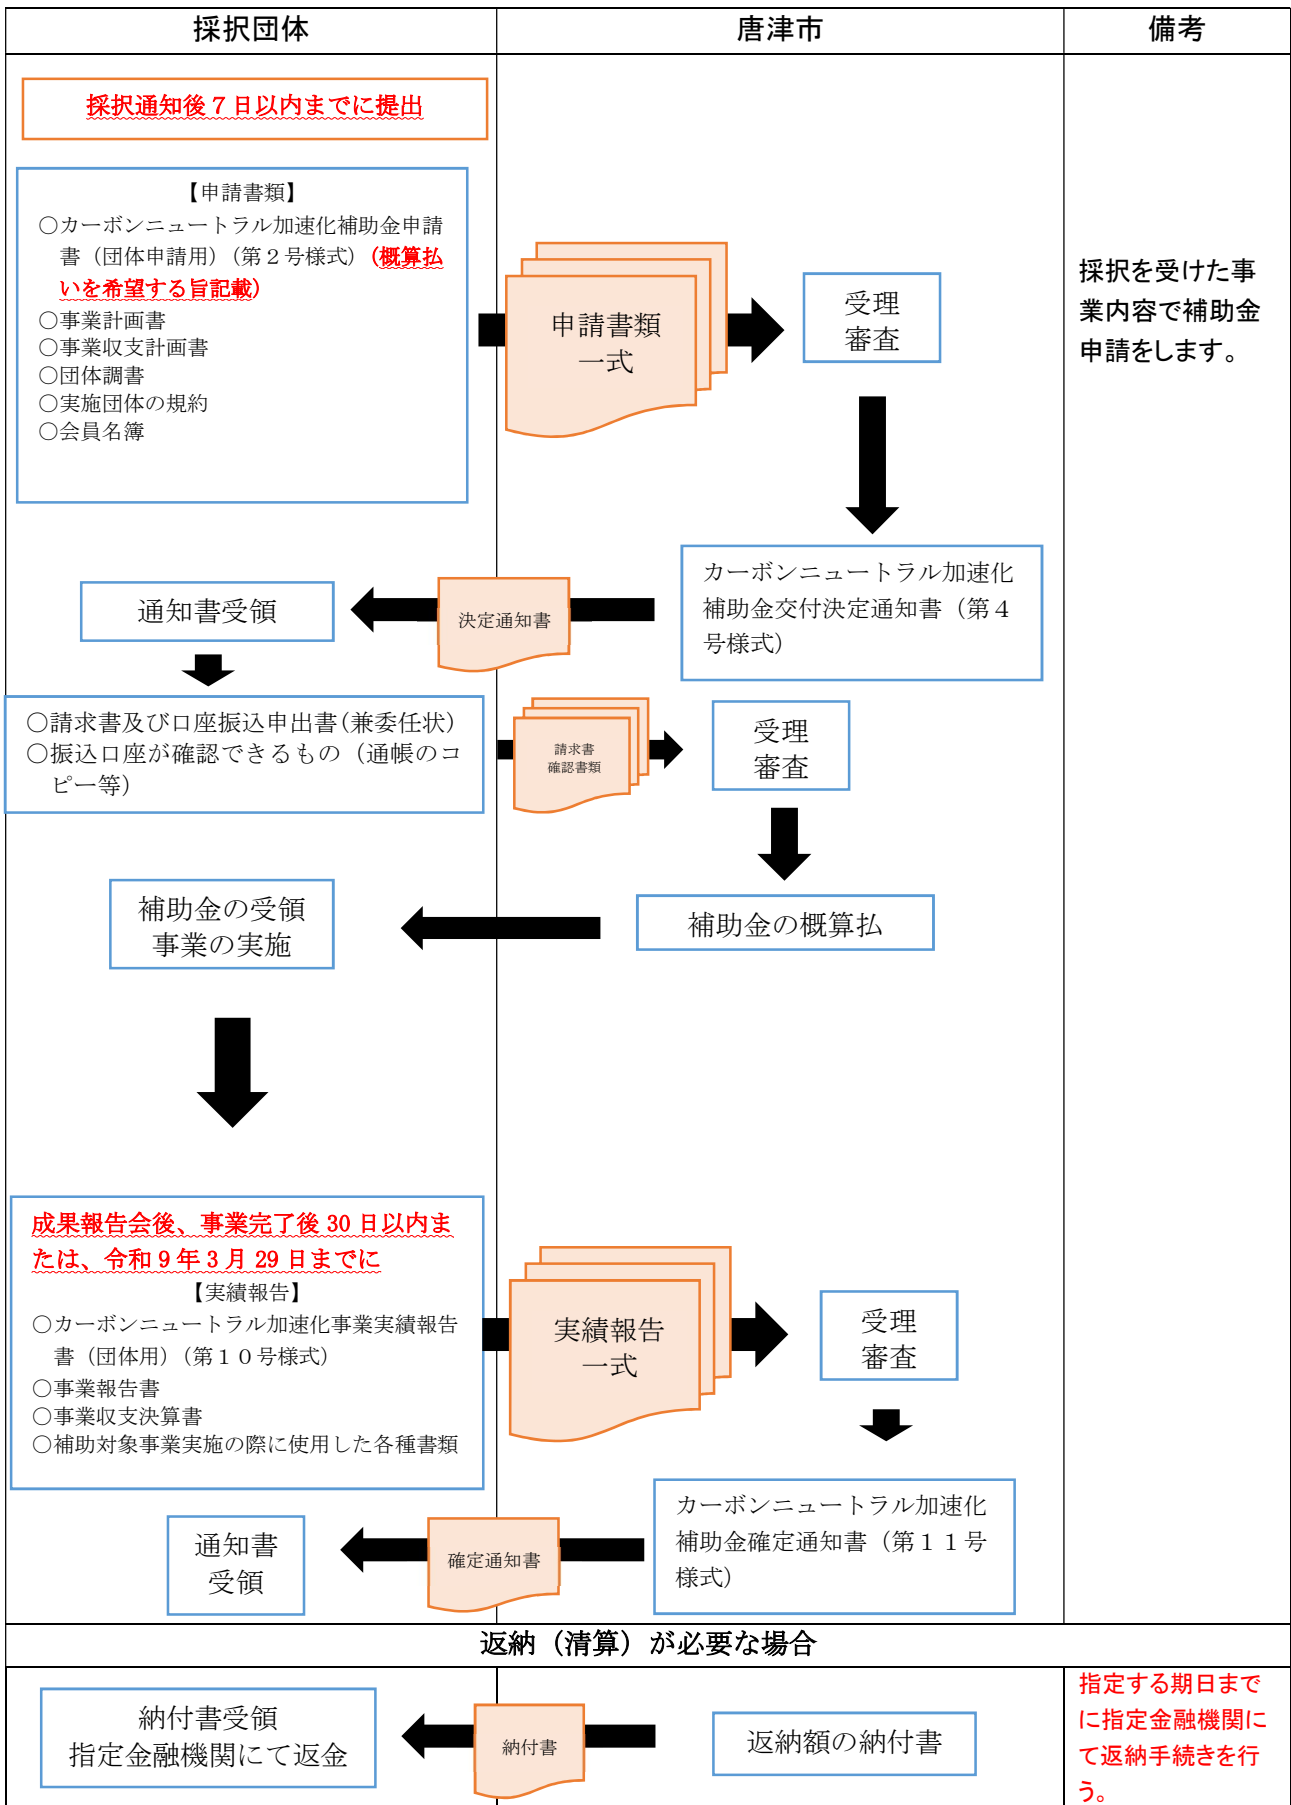 採択団体
唐津市
備考
採択通知後７日以内までに提出
【申請書類】
○カーボンニュートラル加速化補助金申請
書（団体申請用）（第２号様式）（概算払
いを希望する旨記載）
○事業計画書
○事業収支計画書
○団体調書
○実施団体の規約
○会員名簿
申請書類
一式
受理
審査
採択を受けた事
業内容で補助金
申請をします。
カーボンニュートラル加速化
補助金交付決定通知書（第４
号様式）
決定通知書
通知書受領
○請求書及び口座振込申出書（兼委任状）
○振込口座が確認できるもの（通帳のコ
ピー等）
請求書
確認書類
受理
審査
補助金の概算払
補助金の受領
事業の実施
成果報告会後、事業完了後 30 日以内ま
たは、令和９年３月 29 日までに
【実績報告】
○カーボンニュートラル加速化事業実績報告
書（団体用）（第１０号様式）
○事業報告書
○事業収支決算書
○補助対象事業実施の際に使用した各種書類
実績報告
一式
受理
審査
カーボンニュートラル加速化
補助金確定通知書（第１１号
様式）
確定通知書
通知書
受領
返納（清算）が必要な場合
納付書受領
指定金融機関にて返金
納付書
返納額の納付書
指定する期日まで
に指定金融機関に
て返納手続きを行
う。